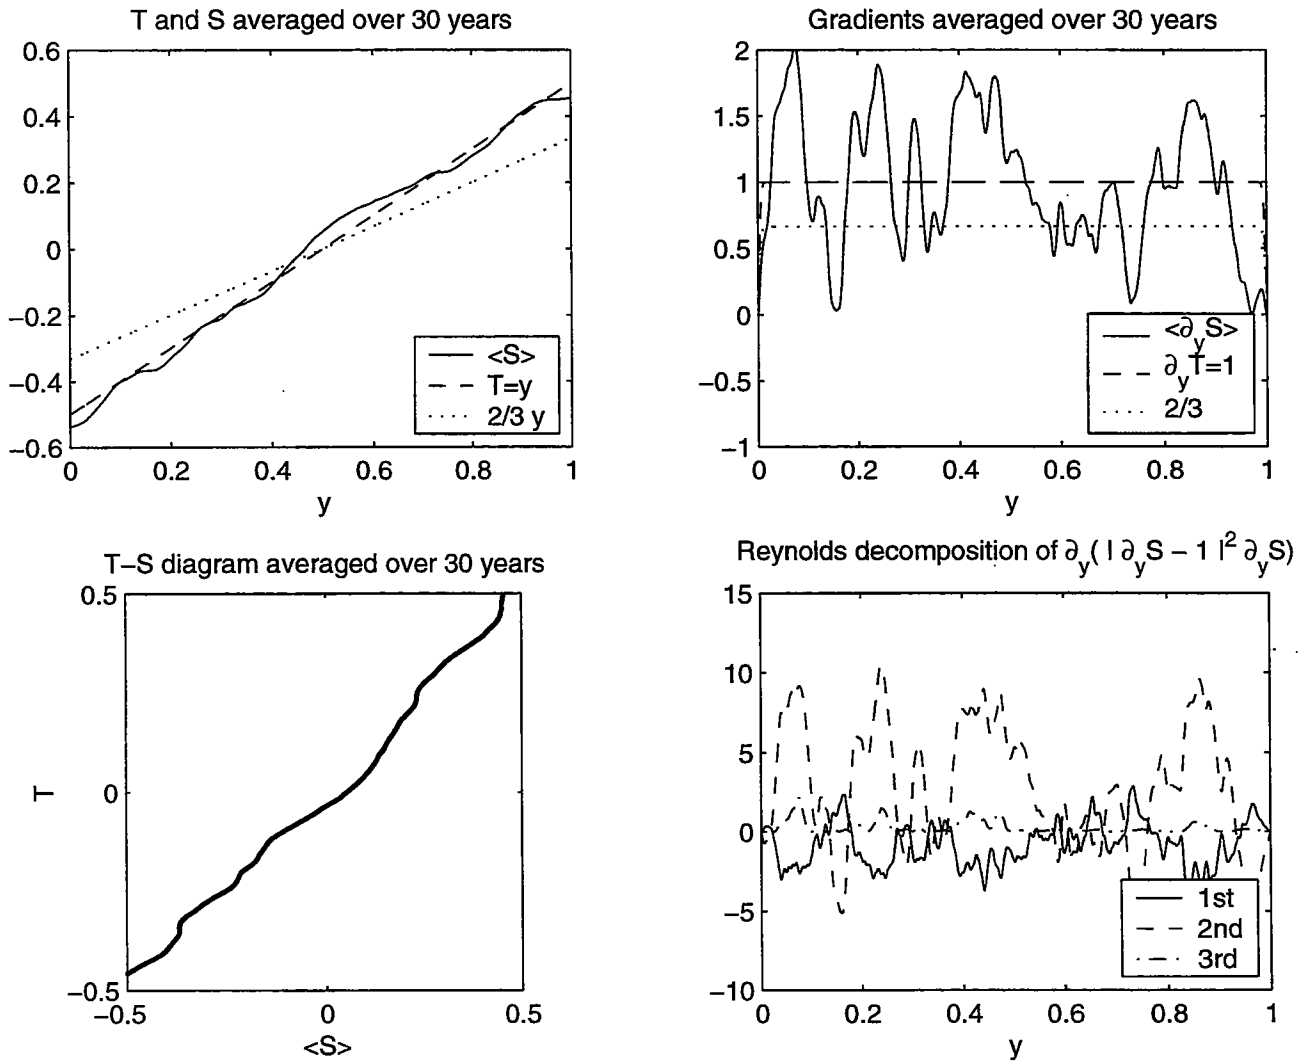 T and S averaged over 30 years
0.6
0.4
0.2
0
−0.2
−0.4
−0.6
0
0.2
0.4
0.6
0.8
1
y
<S>
T=y
2/3 y
Gradients averaged over 30 years
2
1.5
1
0.5
0
−0.5
−1
0
0.2
0.4
0.6
0.8
1
y
<∂yS>
∂yT=1
2/3
T−S diagram averaged over 30 years
0.5
0
−0.5
T
−0.5
0
0.5
<S>
Reynolds decomposition of ∂y( | ∂yS − 1 |² ∂yS)
15
10
5
0
−5
−10
0
0.2
0.4
0.6
0.8
1
y
1st
2nd
3rd